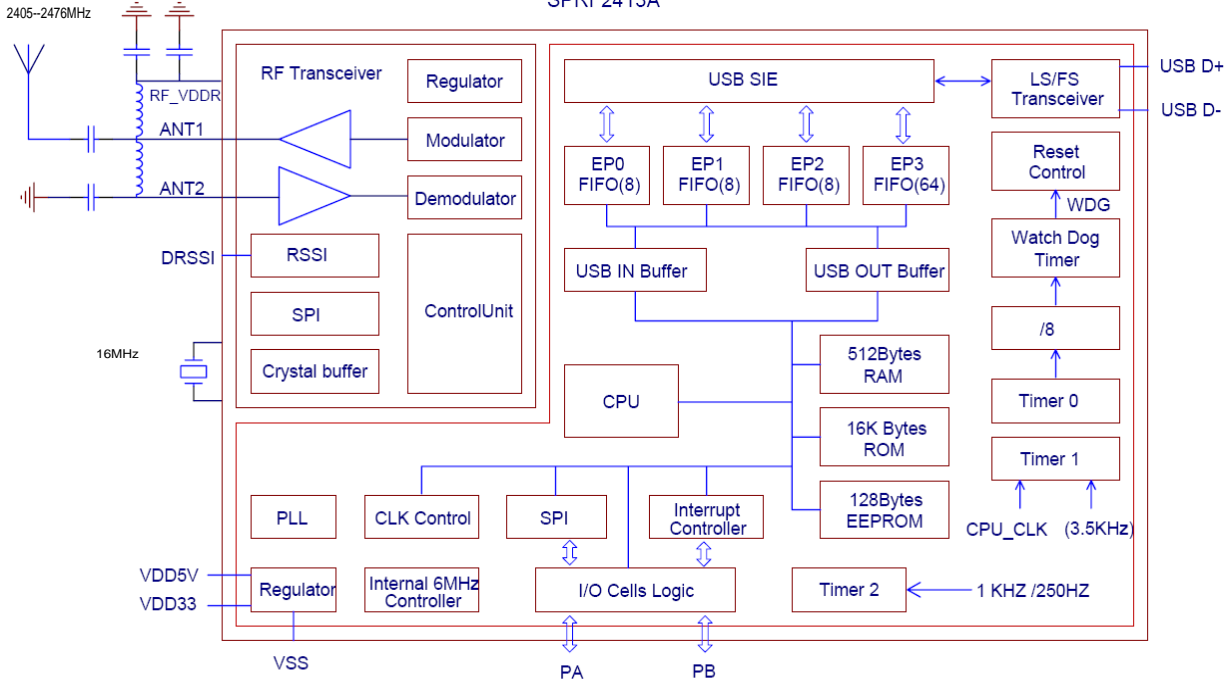 2405--2476MHz
RF_VDDR
ANT1
ANT2
DRSSI
16MHz
RF Transceiver
Regulator
Modulator
Demodulator
RSSI
SPI
Crystal buffer
ControlUnit
USB SIE
LS/FS
Transceiver
USB D+
USB D-
EP0
FIFO(8)
EP1
FIFO(8)
EP2
FIFO(8)
EP3
FIFO(64)
USB IN Buffer
USB OUT Buffer
Reset
Control
WDG
Watch Dog
Timer
/8
Timer 0
Timer 1
CPU_CLK
(3.5KHz)
CPU
512Bytes
RAM
16K Bytes
ROM
128Bytes
EEPROM
PLL
CLK Control
SPI
Interrupt
Controller
VDD5V
VDD33
Regulator
Internal 6MHz
Controller
I/O Cells Logic
Timer 2
1 KHZ /250HZ
VSS
PA
PB